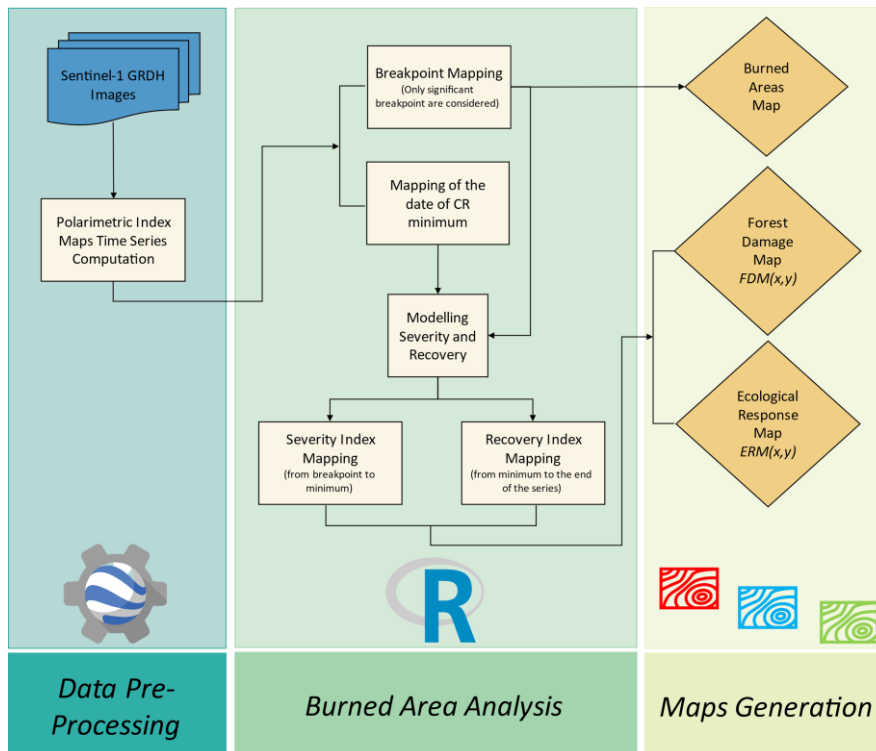 Sentinel-1 GRDH
Images
Polarimetric Index
Maps Time Series
Computation
Data Pre-
Processing
Breakpoint Mapping
(Only significant
breakpoint are considered)
Mapping of the
date of CR
minimum
Modelling
Severity and
Recovery
Severity Index
Mapping
(from breakpoint to
minimum)
Recovery Index
Mapping
(from minimum to the end
of the series)
R
Burned Area Analysis
Burned
Areas
Map
Forest
Damage
Map
FDM(x,y)
Ecological
Response
Map
ERM(x,y)
Maps Generation